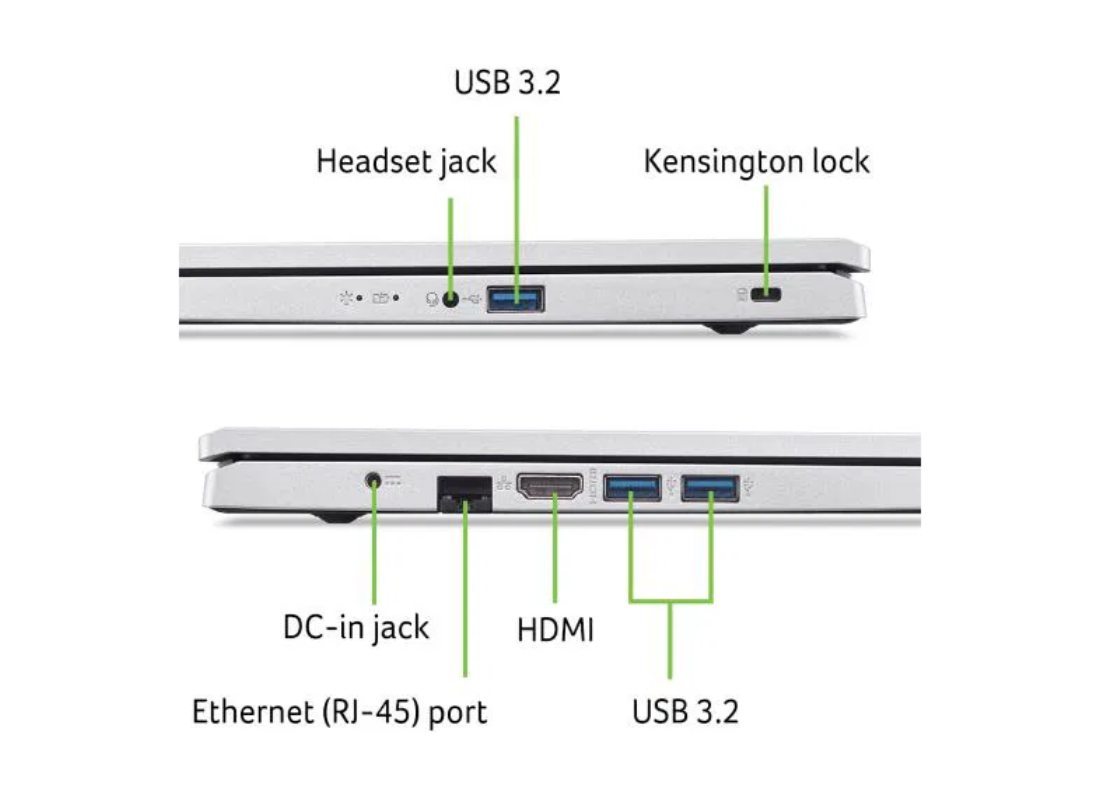 USB 3.2
Headset jack
Kensington lock
DC-in jack
HDMI
Ethernet (RJ-45) port
USB 3.2